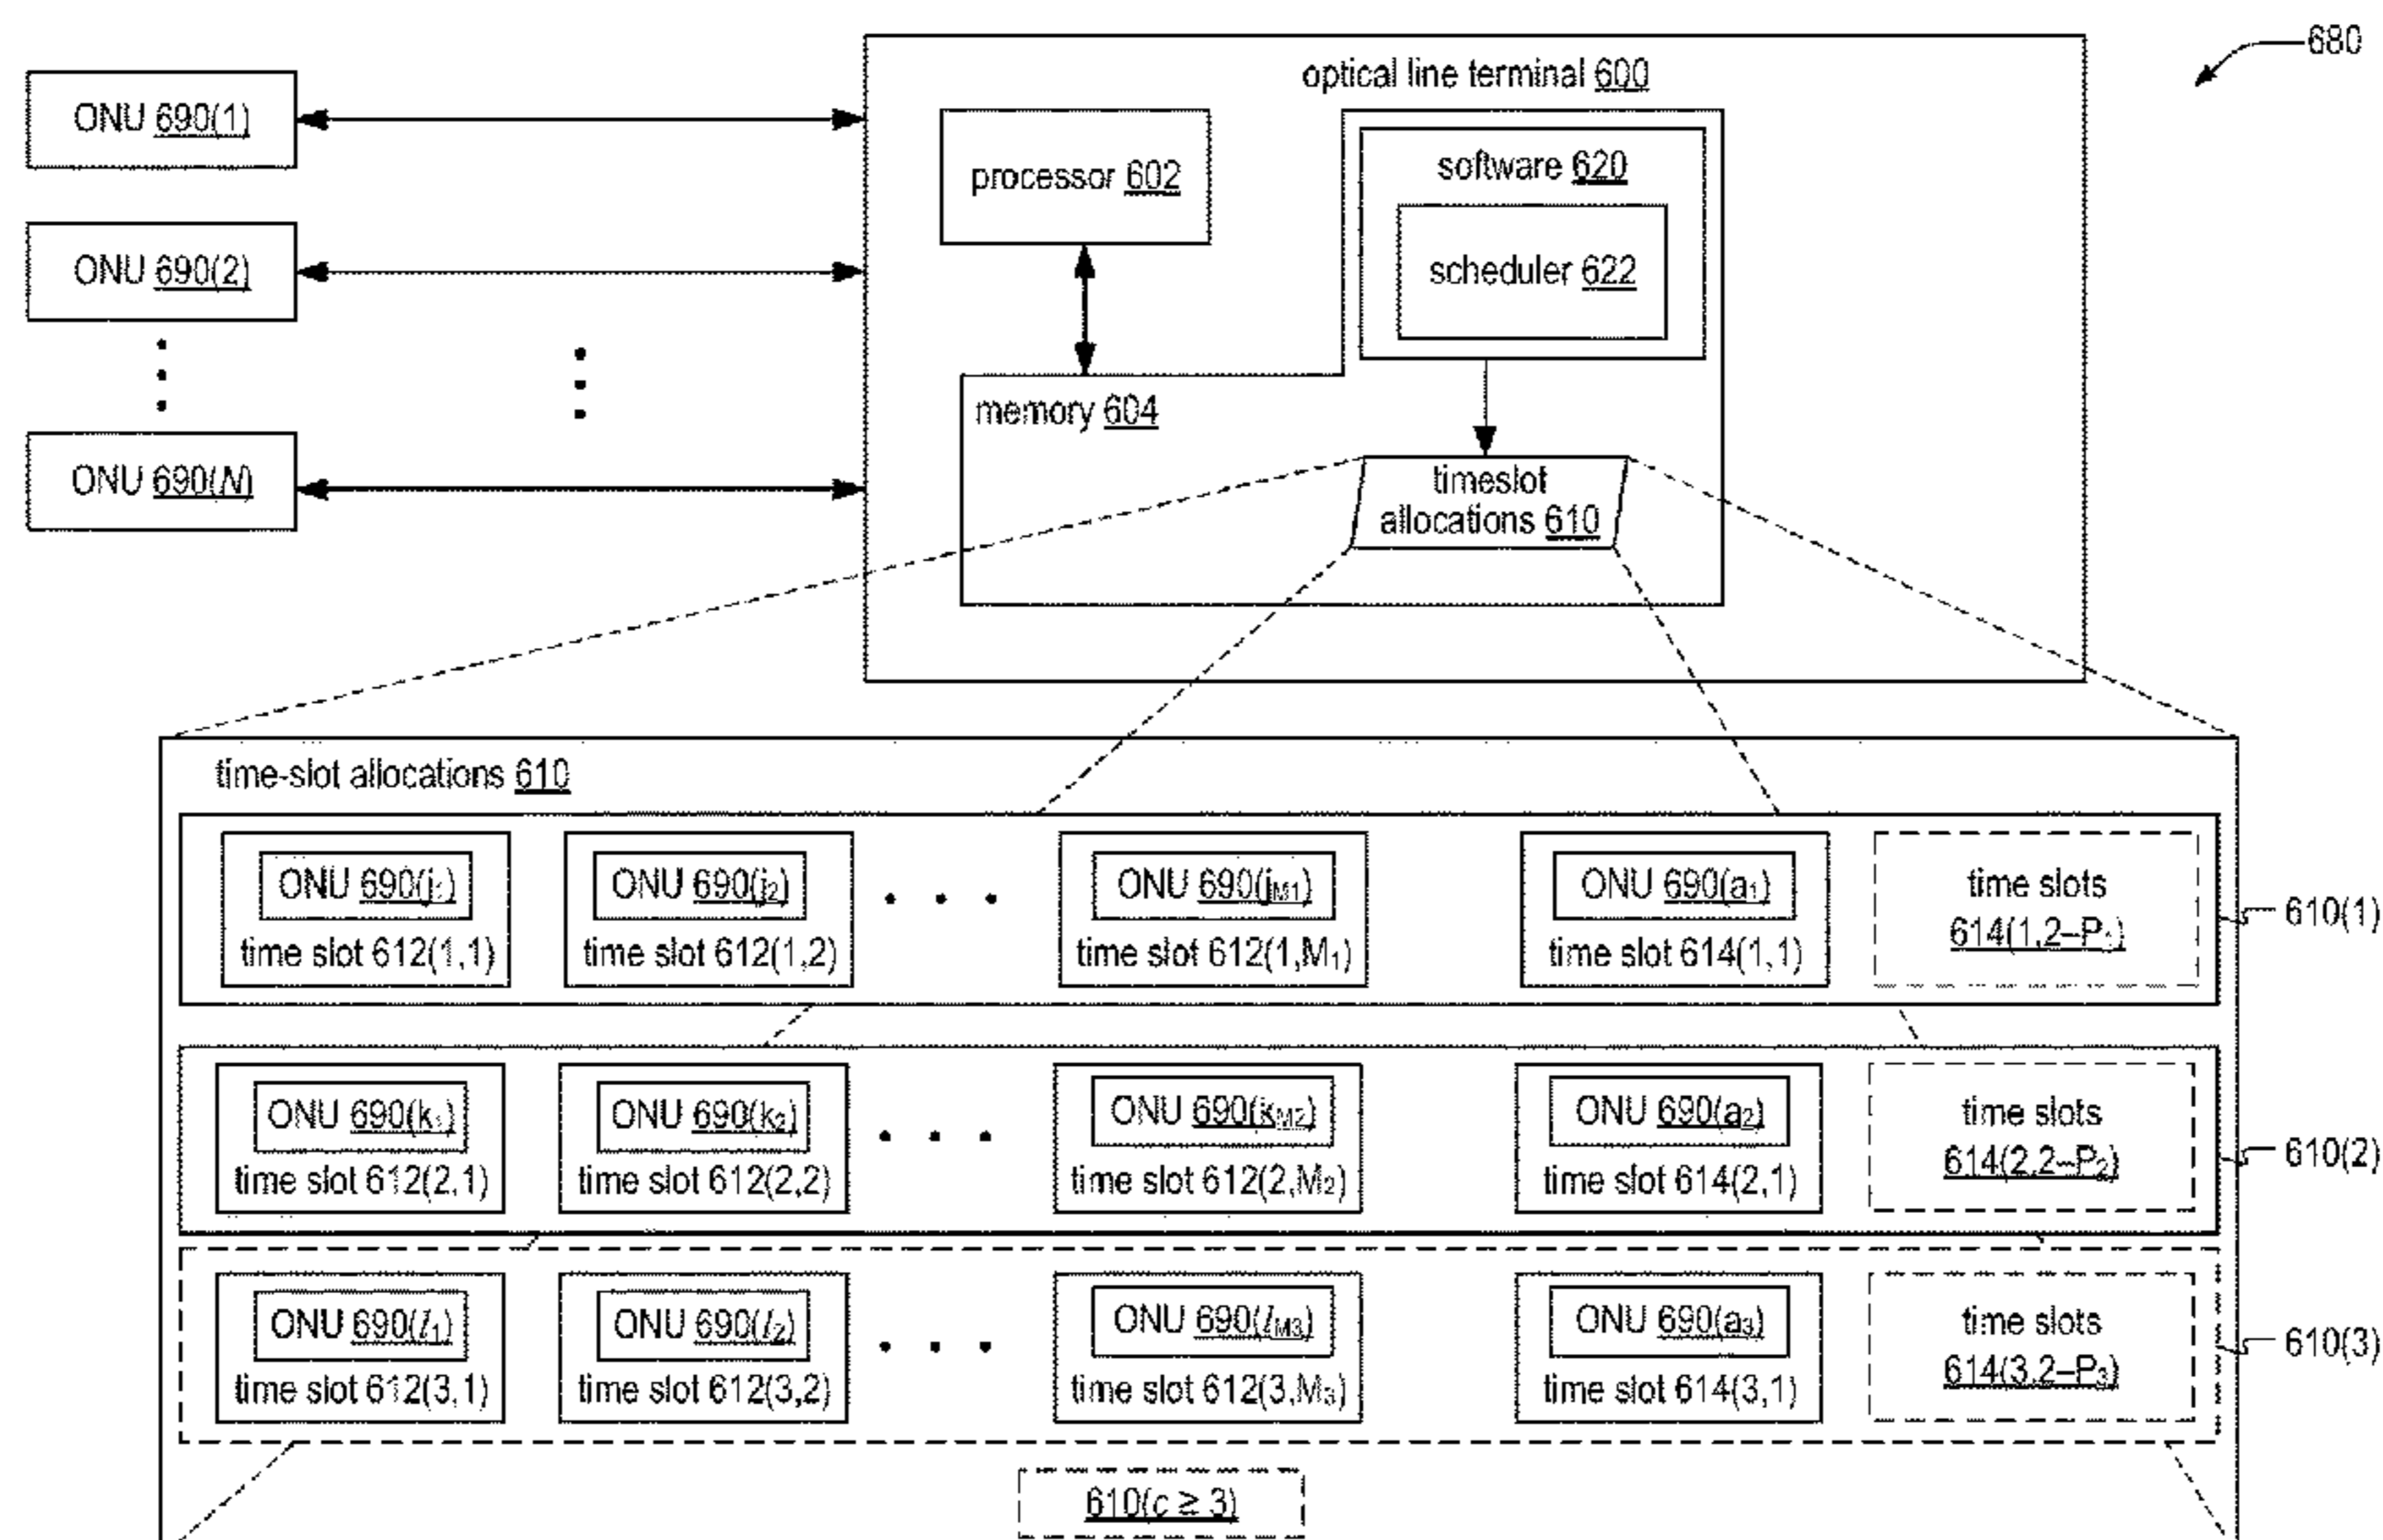 680
optical line terminal 600
ONU 690(1)
processor 602
software 620
scheduler 622
ONU 690(2)
memory 604
ONU 690(N)
timeslot
allocations 610
time-slot allocations 610
ONU 690(j₁)
time slot 612(1,1)
ONU 690(j₂)
time slot 612(1,2)
ONU 690(jM1)
time slot 612(1,M₁)
ONU 690(a₁)
time slot 614(1,1)
time slots
614(1,2–P₁)
610(1)
ONU 690(k₁)
time slot 612(2,1)
ONU 690(k₂)
time slot 612(2,2)
ONU 690(kM2)
time slot 612(2,M₂)
ONU 690(a₂)
time slot 614(2,1)
time slots
614(2,2–P₂)
610(2)
ONU 690(l₁)
time slot 612(3,1)
ONU 690(l₂)
time slot 612(3,2)
ONU 690(lM3)
time slot 612(3,M₃)
ONU 690(a₃)
time slot 614(3,1)
time slots
614(3,2–P₃)
610(3)
610(c ≥ 3)